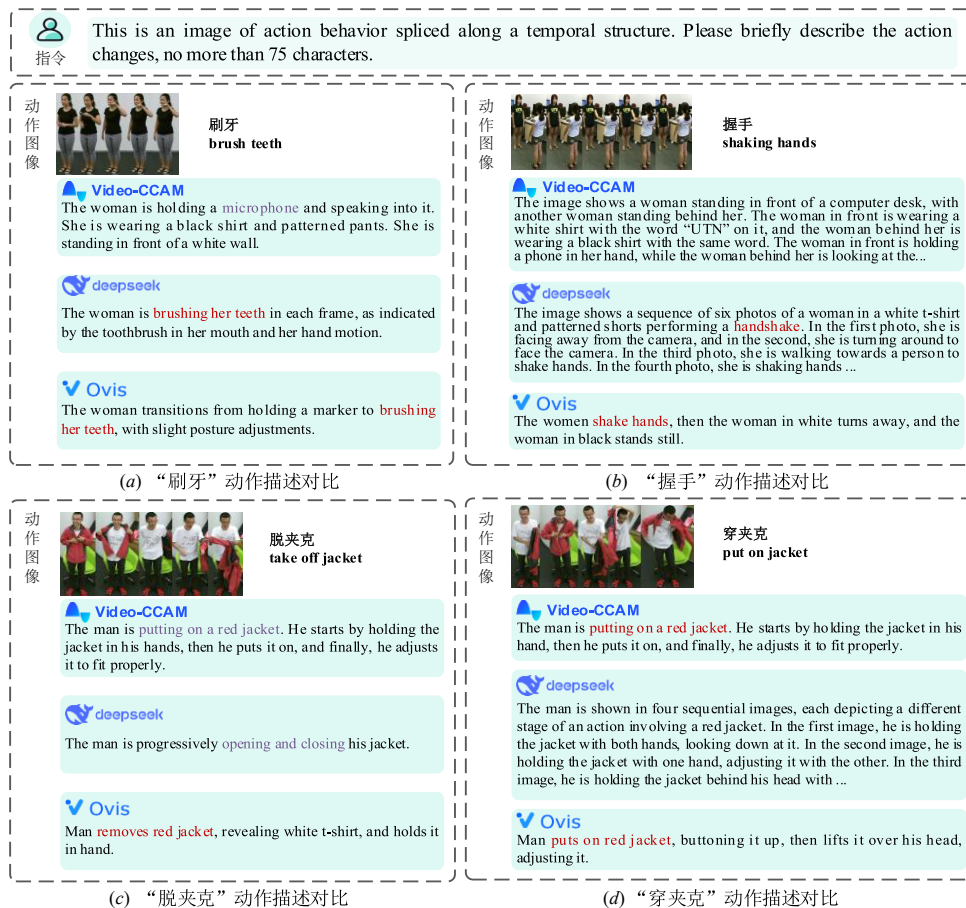 指令
This is an image of action behavior spliced along a temporal structure. Please briefly describe the action
changes, no more than 75 characters.
动作图像
刷牙
brush teeth
Video-CCAM
The woman is holding a microphone and speaking into it.
She is wearing a black shirt and patterned pants. She is
standing in front of a white wall.
deepseek
The woman is brushing her teeth in each frame, as indicated
by the toothbrush in her mouth and her hand motion.
Ovis
The woman transitions from holding a marker to brushing
her teeth, with slight posture adjustments.
(a) “刷牙”动作描述对比
动作图像
握手
shaking hands
Video-CCAM
The image shows a woman standing in front of a computer desk, with
another woman standing behind her. The woman in front is wearing a
white shirt with the word “UTN” on it, and the woman behind her is
wearing a black shirt with the same word. The woman in front is holding
a phone in her hand, while the woman behind her is looking at the...
deepseek
The image shows a sequence of six photos of a woman in a white t-shirt
and patterned shorts performing a handshake. In the first photo, she is
facing away from the camera, and in the second, she is turning around to
face the camera. In the third photo, she is walking towards a person to
shake hands. In the fourth photo, she is shaking hands ...
Ovis
The women shake hands, then the woman in white turns away, and the
woman in black stands still.
(b) “握手”动作描述对比
动作图像
脱夹克
take off jacket
Video-CCAM
The man is putting on a red jacket. He starts by holding the
jacket in his hands, then he puts it on, and finally, he adjusts
it to fit properly.
deepseek
The man is progressively opening and closing his jacket.
Ovis
Man removes red jacket, revealing white t-shirt, and holds it
in hand.
(c) “脱夹克”动作描述对比
动作图像
穿夹克
put on jacket
Video-CCAM
The man is putting on a red jacket. He starts by holding the jacket in his
hand, then he puts it on, and finally, he adjusts it to fit properly.
deepseek
The man is shown in four sequential images, each depicting a different
stage of an action involving a red jacket. In the first image, he is holding
the jacket with both hands, looking down at it. In the second image, he is
holding the jacket with one hand, adjusting it with the other. In the third
image, he is holding the jacket behind his head with ...
Ovis
Man puts on red jacket, buttoning it up, then lifts it over his head,
adjusting it.
(d) “穿夹克”动作描述对比